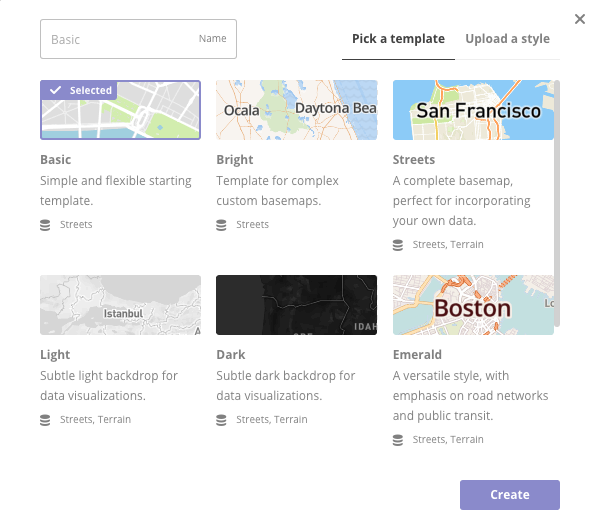 Basic
Name
Pick a template
Upload a style
Selected
Ocala
Daytona Bea
San Francisco
Basic
Simple and flexible starting
template.
Streets
Bright
Template for complex
custom basemaps.
Streets
Streets
A complete basemap,
perfect for incorporating
your own data.
Streets, Terrain
Istanbul
A
IDAH
Boston
Lo
Light
Subtle light backdrop for
data visualizations.
Streets, Terrain
Dark
Subtle dark backdrop for
data visualizations.
Streets, Terrain
Emerald
A versatile style, with
emphasis on road networks
and public transit.
Streets, Terrain
Create